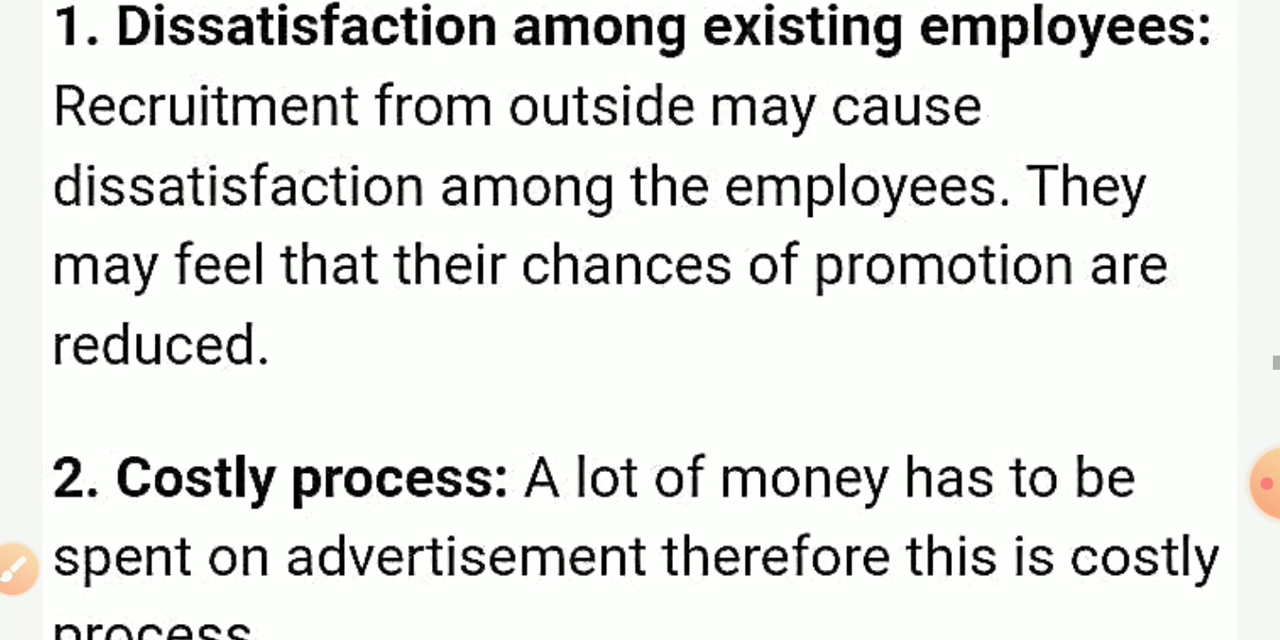 1. Dissatisfaction among existing employees:
Recruitment from outside may cause
dissatisfaction among the employees. They
may feel that their chances of promotion are
reduced.
2. Costly process: A lot of money has to be
spent on advertisement therefore this is costly
process